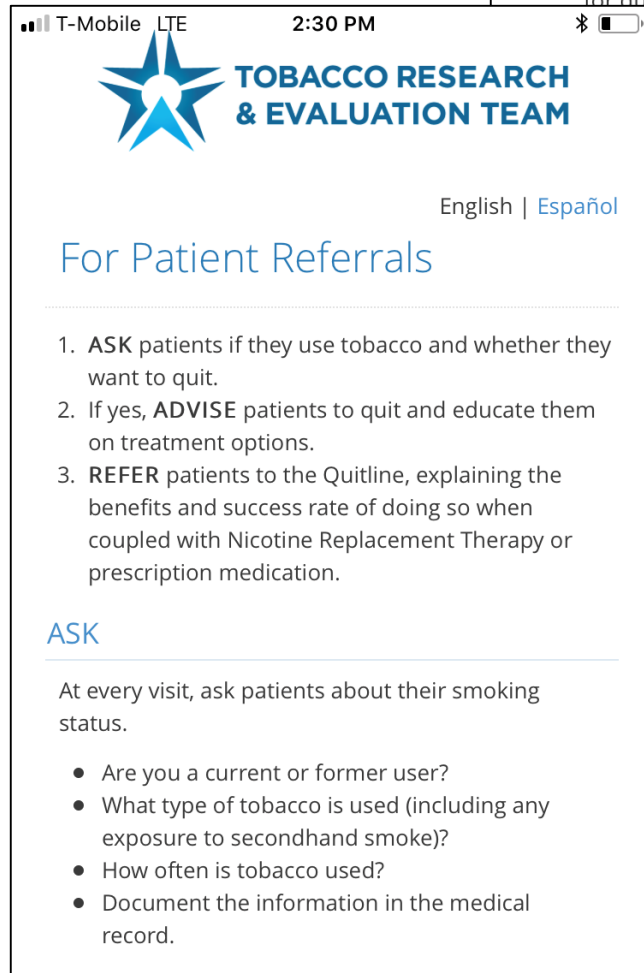 T-Mobile LTE 2:30 PM
TOBACCO RESEARCH
& EVALUATION TEAM
English | Español
For Patient Referrals
1. ASK patients if they use tobacco and whether they
want to quit.
2. If yes, ADVISE patients to quit and educate them
on treatment options.
3. REFER patients to the Quitline, explaining the
benefits and success rate of doing so when
coupled with Nicotine Replacement Therapy or
prescription medication.
ASK
At every visit, ask patients about their smoking
status.
• Are you a current or former user?
• What type of tobacco is used (including any
exposure to secondhand smoke)?
• How often is tobacco used?
• Document the information in the medical
record.